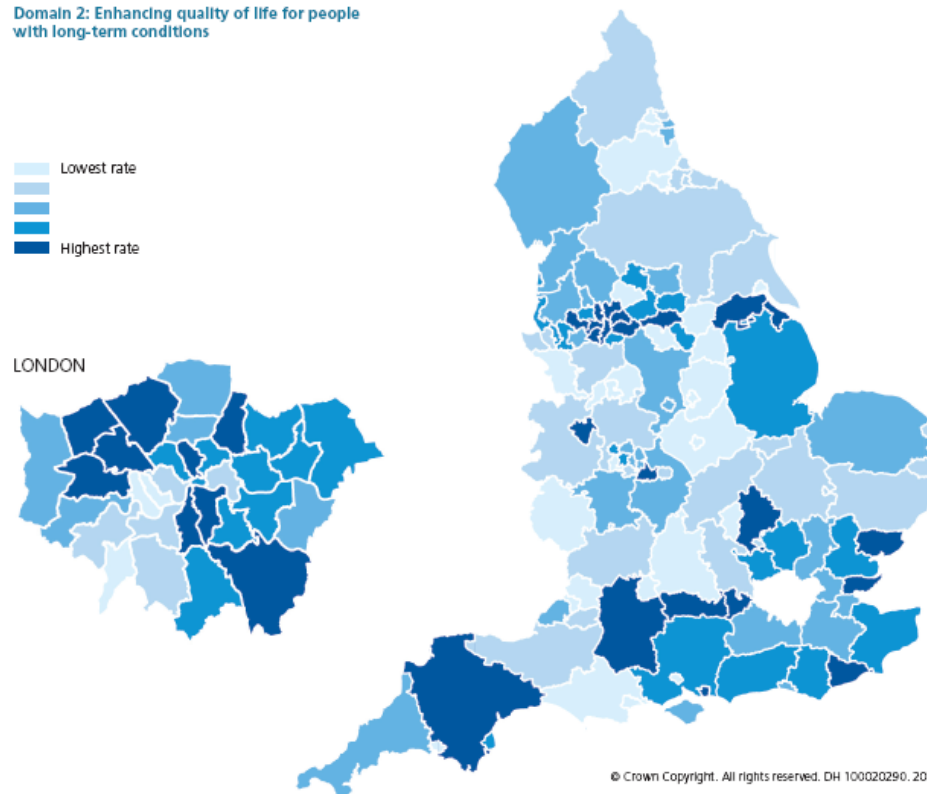 Domain 2: Enhancing quality of life for people
with long-term conditions
Lowest rate
Highest rate
LONDON
© Crown Copyright. All rights reserved. DH 100020290. 20